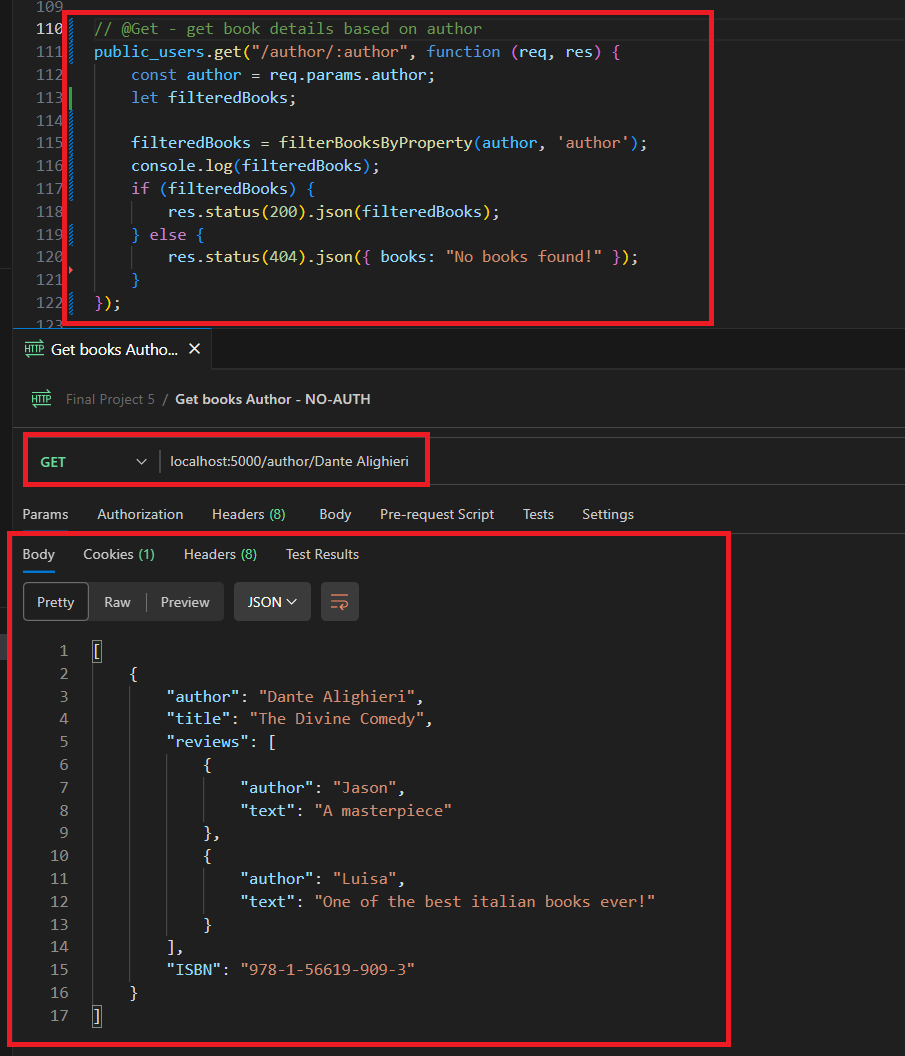 109
110 // @Get - get book details based on author
111 public_users.get("/author/:author", function (req, res) {
112 const author = req.params.author;
113 let filteredBooks;
114
115 filteredBooks = filterBooksByProperty(author, 'author');
116 console.log(filteredBooks);
117 if (filteredBooks) {
118 res.status(200).json(filteredBooks);
119 } else {
120 res.status(404).json({ books: "No books found!" });
121 }
122 });
123
HTTP Get books Autho... ✕
HTTP Final Project 5 / Get books Author - NO-AUTH
GET localhost:5000/author/Dante Alighieri
Params Authorization Headers (8) Body Pre-request Script Tests Settings
Body Cookies (1) Headers (8) Test Results
Pretty Raw Preview JSON
1 [
2 {
3 "author": "Dante Alighieri",
4 "title": "The Divine Comedy",
5 "reviews": [
6 {
7 "author": "Jason",
8 "text": "A masterpiece"
9 },
10 {
11 "author": "Luisa",
12 "text": "One of the best italian books ever!"
13 }
14 ],
15 "ISBN": "978-1-56619-909-3"
16 }
17 ]